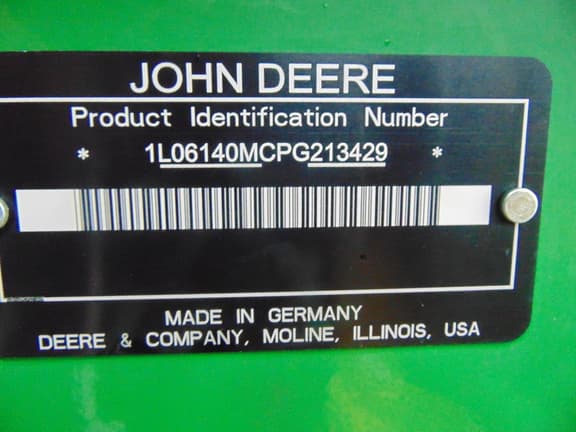 JOHN DEERE
Product Identification Number
* 1L06140MCPG213429 *
MADE IN GERMANY
DEERE & COMPANY, MOLINE, ILLINOIS, USA